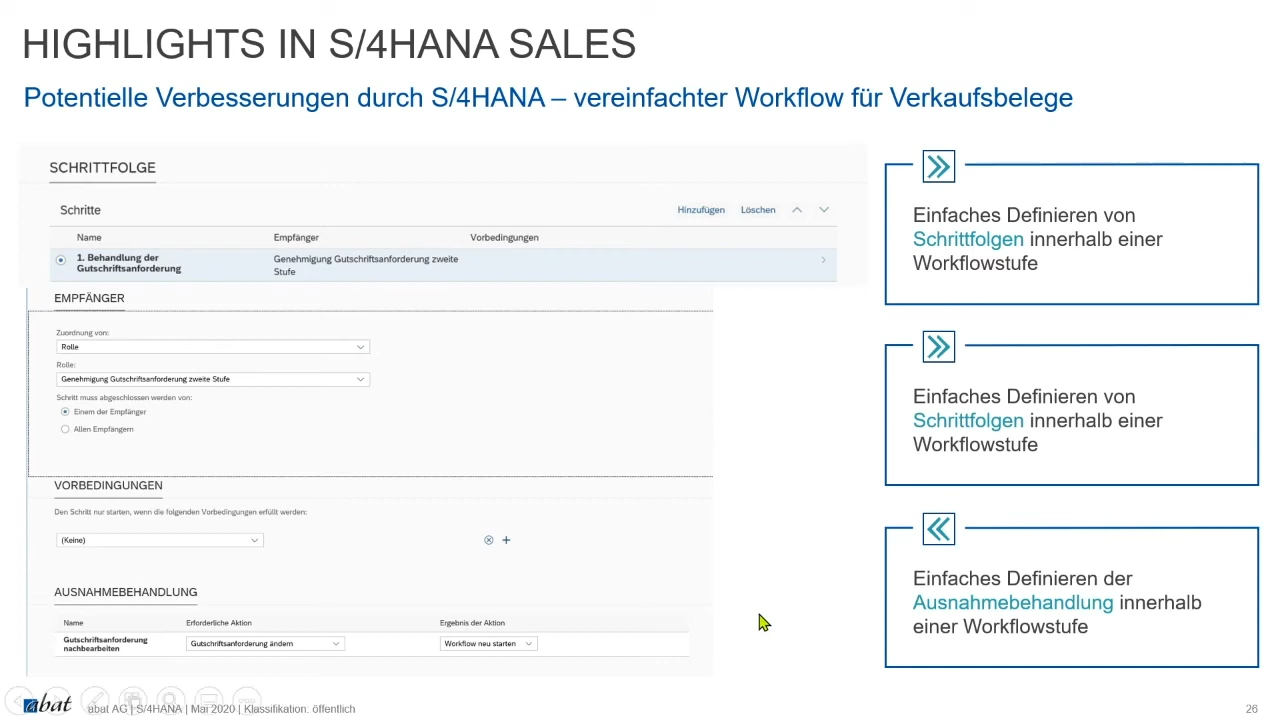 HIGHLIGHTS IN S/4HANA SALES
Potentielle Verbesserungen durch S/4HANA – vereinfachter Workflow für Verkaufsbelege
SCHRITTFOLGE
Schritte
Hinzufügen Löschen
Name Empfänger Vorbedingungen
1. Behandlung der
Gutschriftsanforderung
Genehmigung Gutschriftsanforderung zweite
Stufe
EMPFÄNGER
Zuordnung von:
Rolle
Rolle:
Genehmigung Gutschriftsanforderung zweite Stufe
Schritt muss abgeschlossen werden von:
Einem der Empfänger
Allen Empfängern
VORBEDINGUNGEN
Den Schritt nur starten, wenn die folgenden Vorbedingungen erfüllt werden:
(Keine)
AUSNAHMEBEHANDLUNG
Name Erforderliche Aktion Ergebnis der Aktion
Gutschriftsanforderung
nachbearbeiten
Gutschriftsanforderung ändern
Workflow neu starten
Einfaches Definieren von
Schrittfolgen innerhalb einer
Workflowstufe
Einfaches Definieren von
Schrittfolgen innerhalb einer
Workflowstufe
Einfaches Definieren der
Ausnahmebehandlung innerhalb
einer Workflowstufe
abat
abat AG | S/4HANA | Mai 2020 | Klassifikation: öffentlich
26